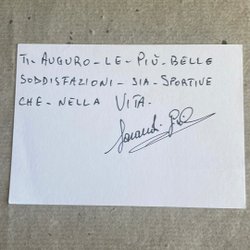 Ti- AUGURO - LE - PIÙ - BELLE
SODDISFAZIONI - SIA - SPORTIVE
CHE - NELLA VITA.